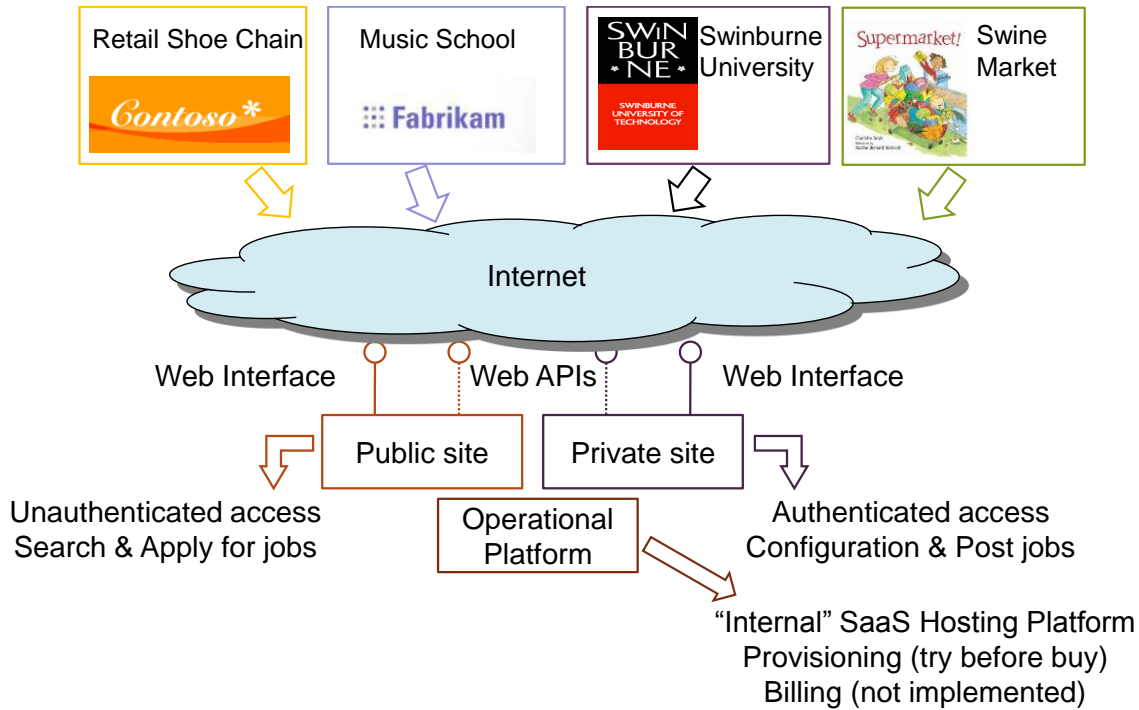 Retail Shoe Chain
Contoso*
Music School
Fabrikam
SWIN
BUR
* NE *
SWINBURNE
UNIVERSITY OF
TECHNOLOGY
Swinburne
University
Supermarket!
Swine
Market
Internet
Web Interface
Web APIs
Web Interface
Public site
Private site
Unauthenticated access
Search & Apply for jobs
Operational
Platform
Authenticated access
Configuration & Post jobs
“Internal” SaaS Hosting Platform
Provisioning (try before buy)
Billing (not implemented)